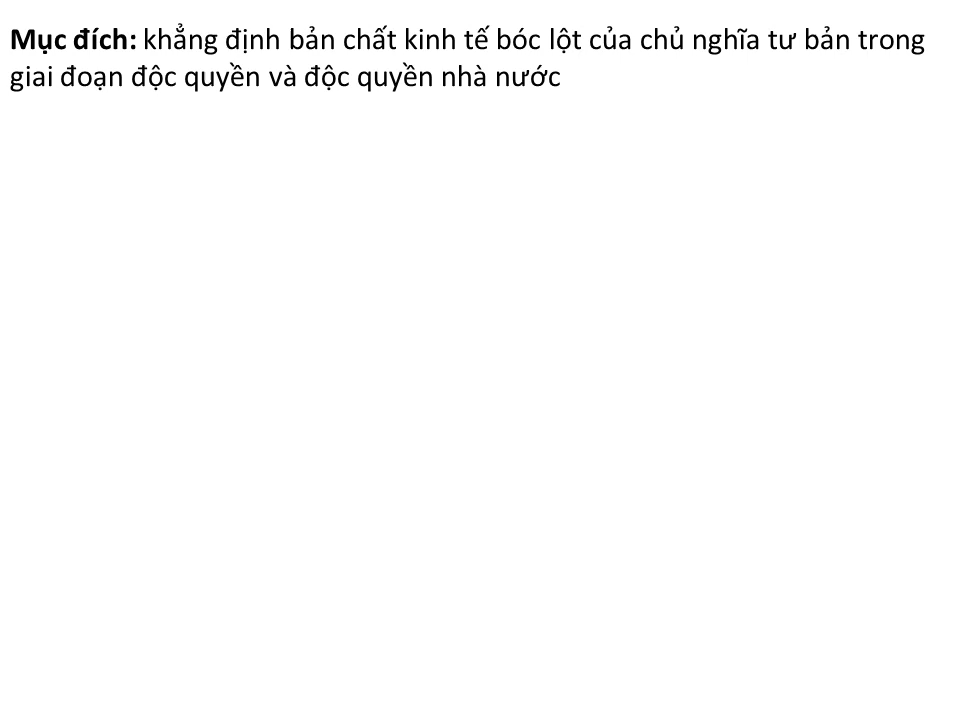 Mục đích: khẳng định bản chất kinh tế bóc lột của chủ nghĩa tư bản trong
giai đoạn độc quyền và độc quyền nhà nước